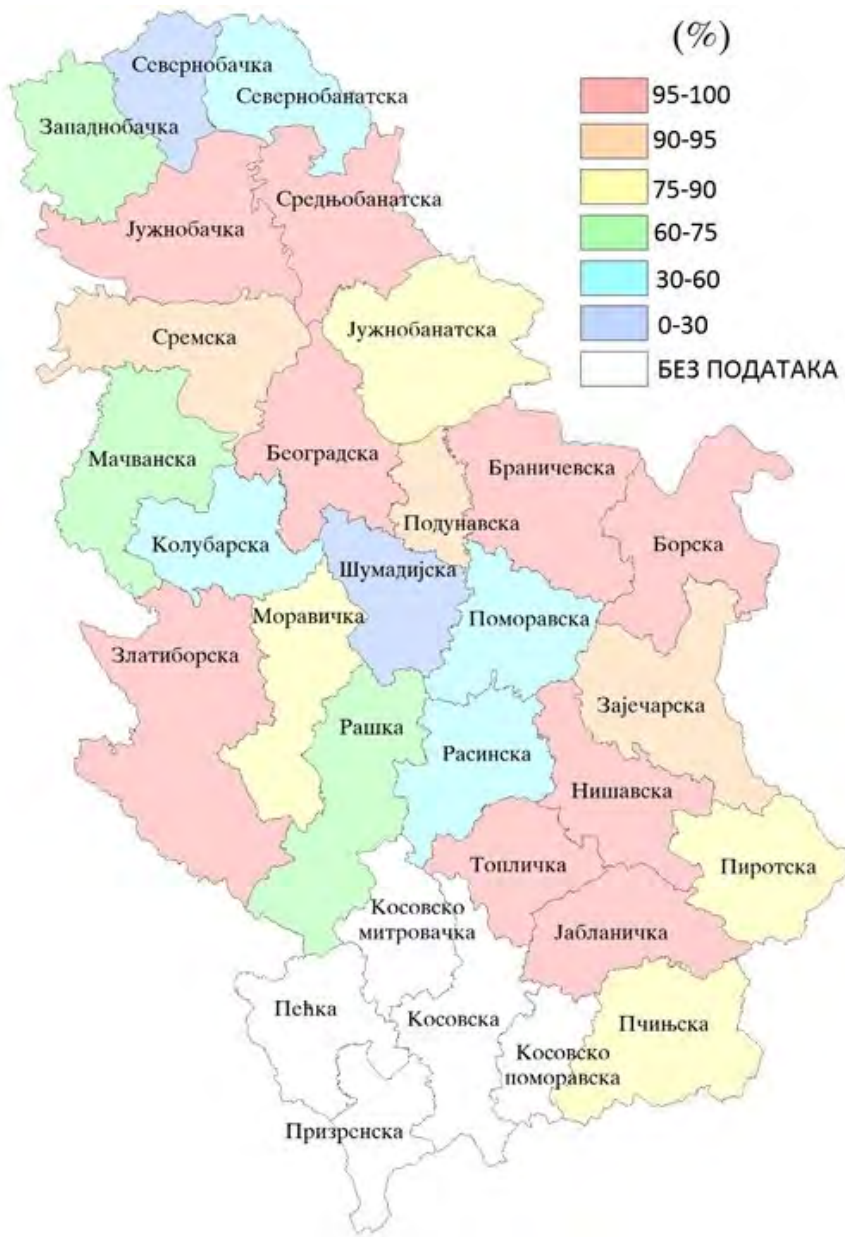 (%)
95-100
90-95
75-90
60-75
30-60
0-30
БЕЗ ПОДАТАКА
Севернобачка
Севернобанатска
Западнобачка
Средњобанатска
Јужнобачка
Сремска
Јужнобанатска
Мачванска
Београдска
Браничевска
Подунавска
Колубарска
Борска
Шумадијска
Моравичка
Поморавска
Златиборска
Зајечарска
Рашка
Расинска
Нишавска
Топличка
Пиротска
Косовско
митровачка
Јабланичка
Пећка
Косовска
Пчињска
Косовско
поморавска
Призренска